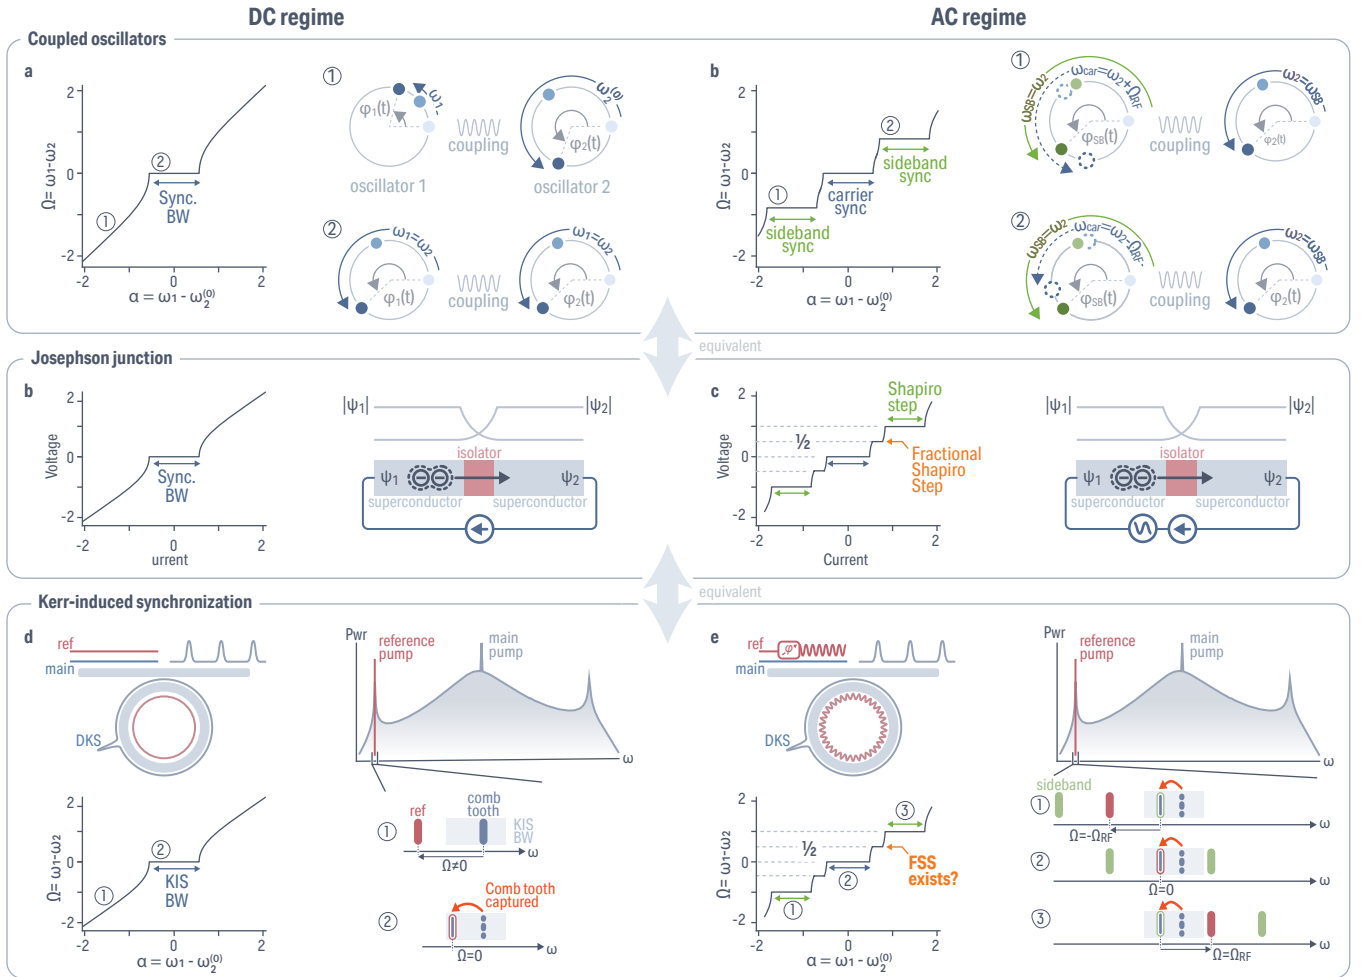 DC regime
AC regime
Coupled oscillators
a
2
0
-2
Ω= ω₁-ω₂
①
②
Sync.
BW
-2
0
2
α = ω₁ - ω₂⁽⁰⁾
①
φ₁(t)
ω₁
coupling
ω₂⁽⁰⁾
φ₂(t)
oscillator 1
oscillator 2
②
ω₁=ω₂
φ₁(t)
coupling
ω₁=ω₂
φ₂(t)
b
2
0
-2
Ω= ω₁-ω₂
①
②
sideband
sync
carrier
sync
sideband
sync
-2
0
2
α = ω₁ - ω₂⁽⁰⁾
①
ωSB=ω₂
ωcar=ω₂+ΩRF
φSB(t)
coupling
ω₂=ωSB
φ₂(t)
②
ωSB=ω₂
ωcar=ω₂-ΩRF
φSB(t)
coupling
ω₂=ωSB
φ₂(t)
equivalent
Josephson junction
b
2
0
-2
Voltage
Sync.
BW
-2
0
2
urrent
|ψ₁|
|ψ₂|
isolator
ψ₁
ψ₂
superconductor
superconductor
c
2
0
-2
Voltage
½
Shapiro
step
Fractional
Shapiro
Step
-2
0
2
Current
|ψ₁|
|ψ₂|
isolator
ψ₁
ψ₂
superconductor
superconductor
equivalent
Kerr-induced synchronization
d
ref
main
DKS
Pwr
reference
pump
main
pump
ω
2
0
-2
Ω= ω₁-ω₂
①
②
KIS
BW
-2
0
2
α = ω₁ - ω₂⁽⁰⁾
①
ref
comb
tooth
KIS
BW
Ω≠0
ω
②
Comb tooth
captured
Ω=0
ω
e
ref
φ
main
DKS
Pwr
reference
pump
main
pump
ω
2
0
-2
Ω= ω₁-ω₂
½
①
②
③
FSS
exists?
-2
0
2
α = ω₁ - ω₂⁽⁰⁾
sideband
①
Ω=-ΩRF
ω
②
Ω=0
ω
③
Ω=ΩRF
ω